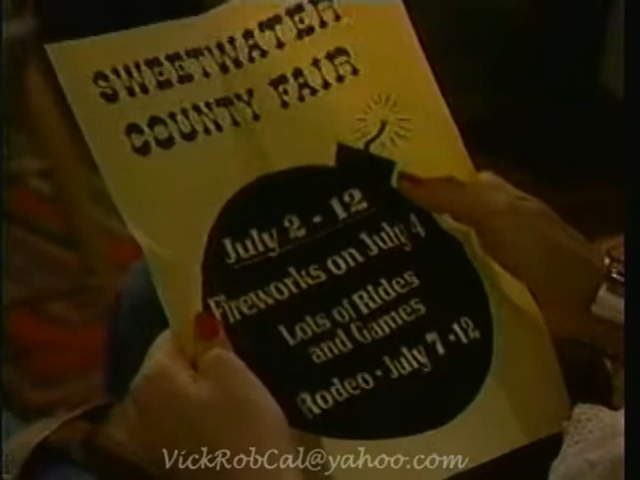 SWEETWATER
COUNTY FAIR
July 2 - 12
Fireworks on July 4
Lots of Rides
and Games
Rodeo - July 7 - 12
VickRobCal@yahoo.com